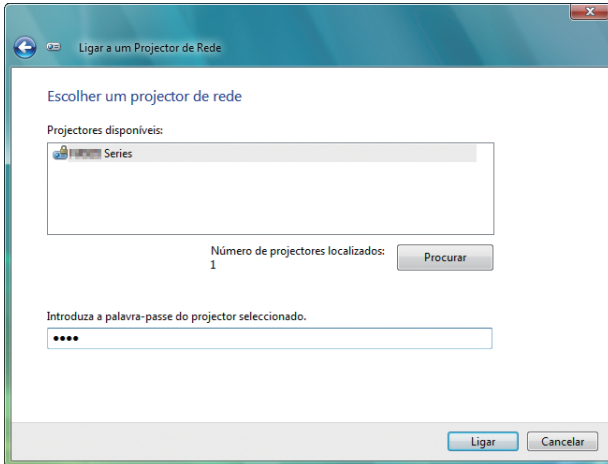 Ligar a um Projector de Rede
Escolher um projector de rede
Projectores disponíveis:
Series
Número de projectores localizados:
1
Procurar
Introduza a palavra-passe do projector seleccionado.
••••
Ligar
Cancelar